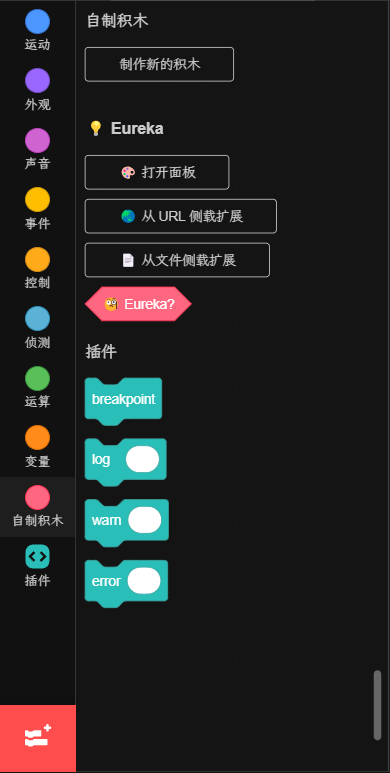 运动
外观
声音
事件
控制
侦测
运算
变量
自制积木
插件
自制积木
制作新的积木
💡 Eureka
🎨 打开面板
🌏 从 URL 侧载扩展
📄 从文件侧载扩展
🧐 Eureka?
插件
breakpoint
log
warn
error